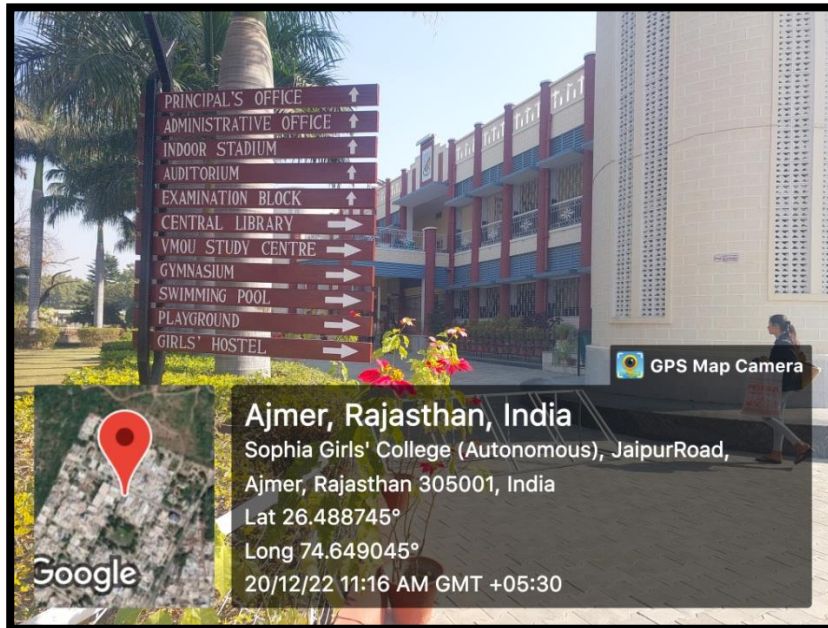 PRINCIPAL'S OFFICE ↑
ADMINISTRATIVE OFFICE ↑
INDOOR STADIUM ↑
AUDITORIUM ↑
EXAMINATION BLOCK ↑
CENTRAL LIBRARY →
VMOU STUDY CENTRE →
GYMNASIUM →
SWIMMING POOL →
PLAYGROUND →
GIRLS' HOSTEL →
GPS Map Camera
Google
Ajmer, Rajasthan, India
Sophia Girls' College (Autonomous), JaipurRoad,
Ajmer, Rajasthan 305001, India
Lat 26.488745°
Long 74.649045°
20/12/22 11:16 AM GMT +05:30